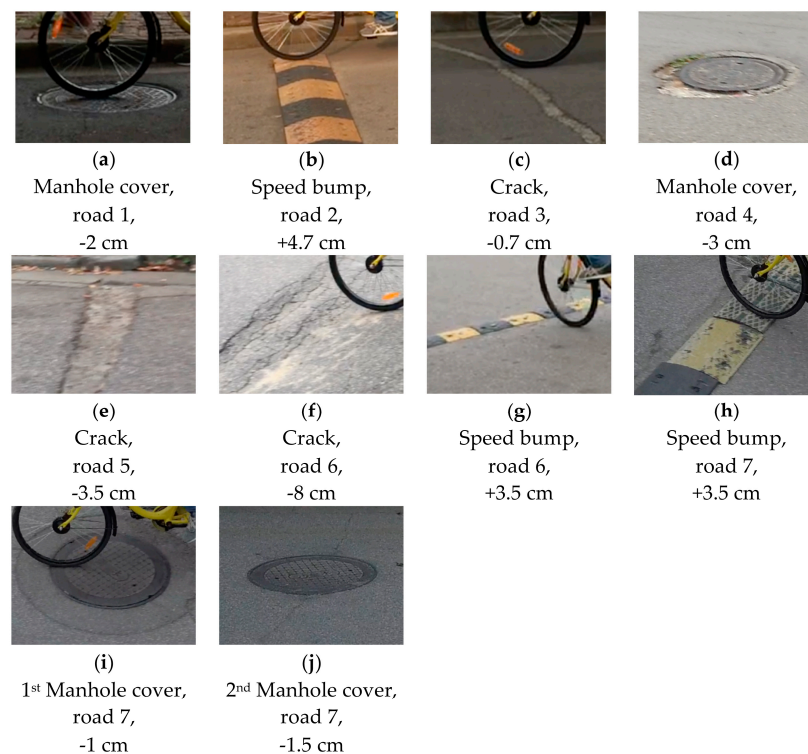 (a)
Manhole cover,
road 1,
-2 cm
(b)
Speed bump,
road 2,
+4.7 cm
(c)
Crack,
road 3,
-0.7 cm
(d)
Manhole cover,
road 4,
-3 cm
(e)
Crack,
road 5,
-3.5 cm
(f)
Crack,
road 6,
-8 cm
(g)
Speed bump,
road 6,
+3.5 cm
(h)
Speed bump,
road 7,
+3.5 cm
(i)
1st Manhole cover,
road 7,
-1 cm
(j)
2nd Manhole cover,
road 7,
-1.5 cm